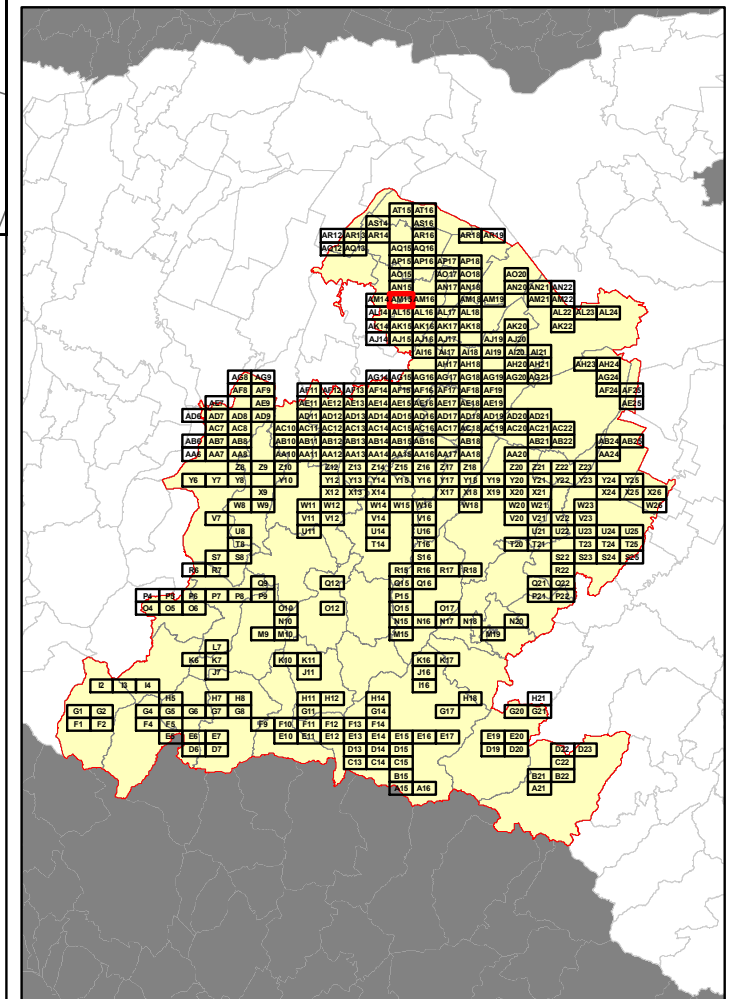 AT15 AT16
AS14 AS16
AR12 AR13 AR14 AR16 AR18 AR19
AQ12 AQ13 AQ15 AQ16
AP15 AP16 AP17 AP18
AO15 AO17 AO18 AO20
AN15 AN17 AN18 AN20 AN21 AN22
AM14 AM15 AM16 AM18 AM19 AM21 AM22
AL14 AL15 AL16 AL17 AL18 AL22 AL23 AL24
AK14 AK15 AK16 AK17 AK18 AK20 AK22
AJ14 AJ15 AJ16 AJ17 AJ19 AJ20
AI16 AI17 AI18 AI19 AI20 AI21
AH17 AH18 AH20 AH21 AH23 AH24
AG8 AG9 AG14 AG15 AG16 AG17 AG18 AG19 AG20 AG21 AG24
AF8 AF9 AF11 AF12 AF13 AF14 AF15 AF16 AF17 AF18 AF19 AF24 AF25
AE7 AE9 AE11 AE12 AE13 AE14 AE15 AE16 AE17 AE18 AE19 AE25
AD6 AD7 AD8 AD9 AD11 AD12 AD13 AD14 AD15 AD16 AD17 AD18 AD19 AD20 AD21
AC7 AC8 AC10 AC11 AC12 AC13 AC14 AC15 AC16 AC17 AC18 AC19 AC20 AC21 AC22
AB6 AB7 AB8 AB10 AB11 AB12 AB13 AB14 AB15 AB16 AB18 AB21 AB22 AB24 AB25
AA6 AA7 AA8 AA10 AA11 AA12 AA13 AA14 AA15 AA16 AA17 AA18 AA20 AA24
Z8 Z9 Z10 Z12 Z13 Z14 Z15 Z16 Z17 Z18 Z20 Z21 Z22 Z23
Y6 Y7 Y8 Y10 Y12 Y13 Y14 Y15 Y16 Y17 Y18 Y19 Y20 Y21 Y22 Y23 Y24 Y25
X9 X12 X13 X14 X17 X18 X19 X20 X21 X24 X25 X26
W8 W9 W11 W12 W14 W15 W16 W18 W20 W21 W23 W26
V7 V11 V12 V14 V16 V20 V21 V22 V23
U8 U11 U14 U16 U21 U22 U23 U24 U25
T8 T14 T16 T20 T21 T23 T24 T25
S7 S8 S16 S22 S23 S24 S25
R6 R7 R15 R16 R17 R18 R22
Q9 Q12 Q15 Q16 Q21 Q22
P4 P5 P6 P7 P8 P9 P15 P21 P22
O4 O5 O6 O10 O12 O15 O17
N10 N15 N16 N17 N18 N20
M9 M10 M15 M19
L7
K6 K7 K10 K11 K16 K17
J7 J11 J16
I2 I3 I4 I16
H5 H7 H8 H11 H12 H14 H18 H21
G1 G2 G4 G5 G6 G7 G8 G11 G14 G17 G20 G21
F1 F2 F4 F5 F9 F10 F11 F12 F13 F14
E5 E6 E7 E10 E11 E12 E13 E14 E15 E16 E17 E19 E20
D6 D7 D13 D14 D15 D19 D20 D22 D23
C13 C14 C15 C22
B15 B21 B22
A15 A16 A21